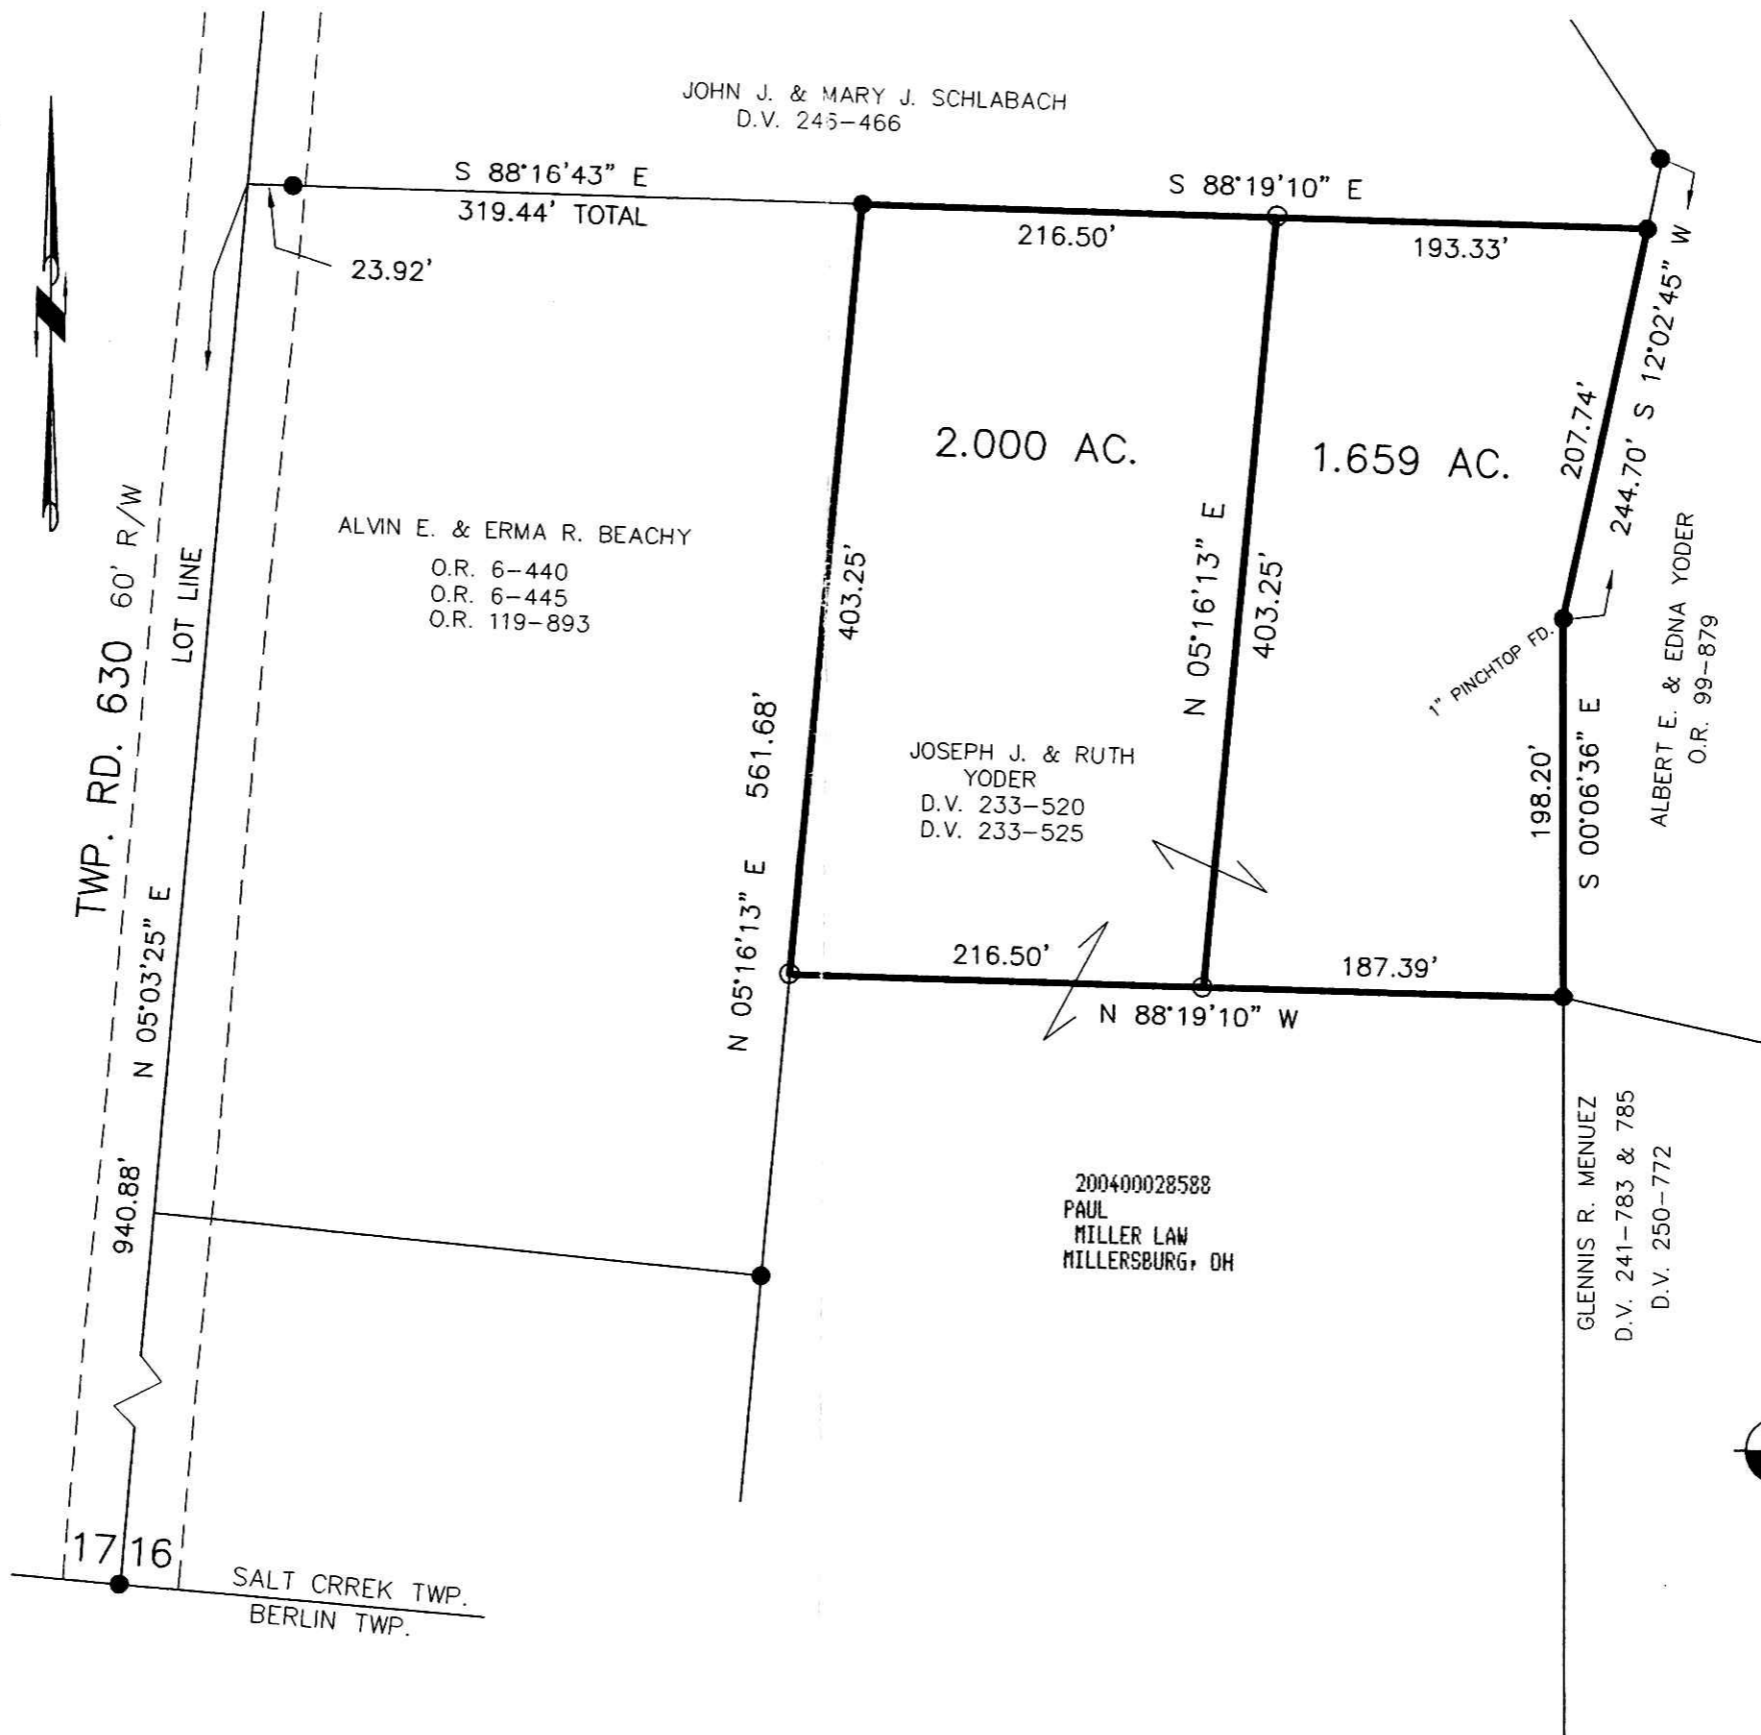 JOHN J. & MARY J. SCHLABACH
D.V. 245-466
S 88°16'43" E
319.44' TOTAL
23.92'
S 88°19'10" E
216.50'
193.33'
S 12°02'45" W
244.70'
207.74'
2.000 AC.
1.659 AC.
TWP. RD. 630 60' R/W
LOT LINE
N 05°03'25" E
940.88'
ALVIN E. & ERMA R. BEACHY
O.R. 6-440
O.R. 6-445
O.R. 119-893
403.25'
561.68'
N 05°16'13" E
N 05°16'13" E
403.25'
1" PINCHTOP FD.
ALBERT E. & EDNA YODER
O.R. 99-879
JOSEPH J. & RUTH
YODER
D.V. 233-520
D.V. 233-525
198.20'
S 00°06'36" E
216.50'
187.39'
N 88°19'10" W
200400028588
PAUL
MILLER LAW
MILLERSBURG, OH
GLENNIS R. MENUEZ
D.V. 241-783 & 785
D.V. 250-772
17 16
SALT CRREK TWP.
BERLIN TWP.